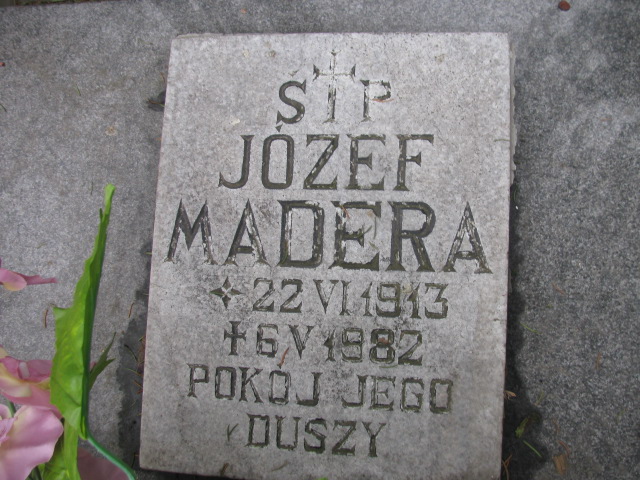 Ś†P
JÓZEF
MADERA
✧22 VI 1913
†6 V 1982
POKÓJ JEGO
DUSZY